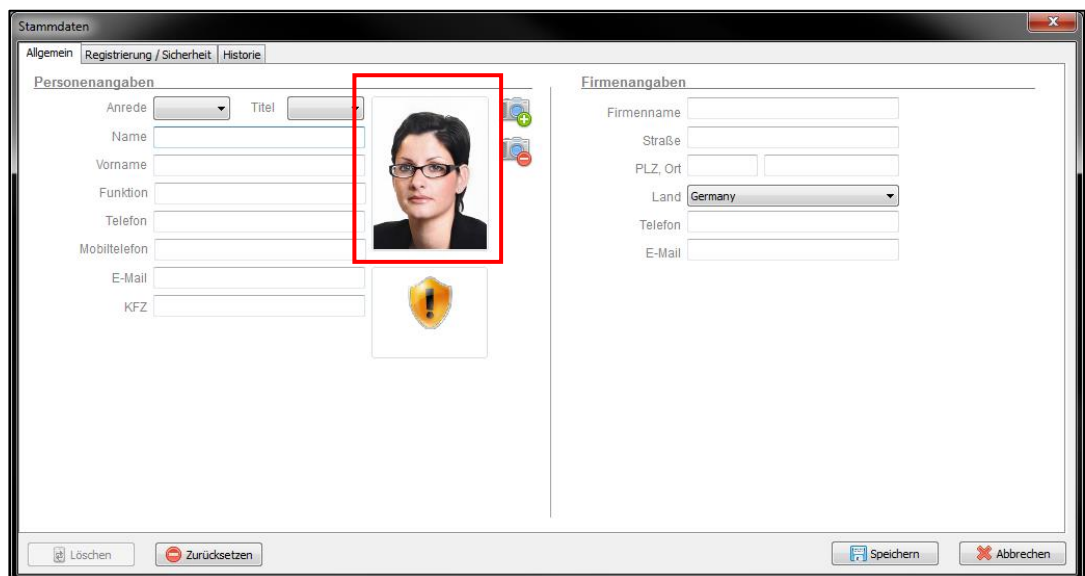 Stammdaten
Allgemein Registrierung / Sicherheit Historie
Personenangaben
Anrede Titel
Name
Vorname
Funktion
Telefon
Mobiltelefon
E-Mail
KFZ
Firmenangaben
Firmenname
Straße
PLZ, Ort
Land Germany
Telefon
E-Mail
Löschen Zurücksetzen Speichern Abbrechen